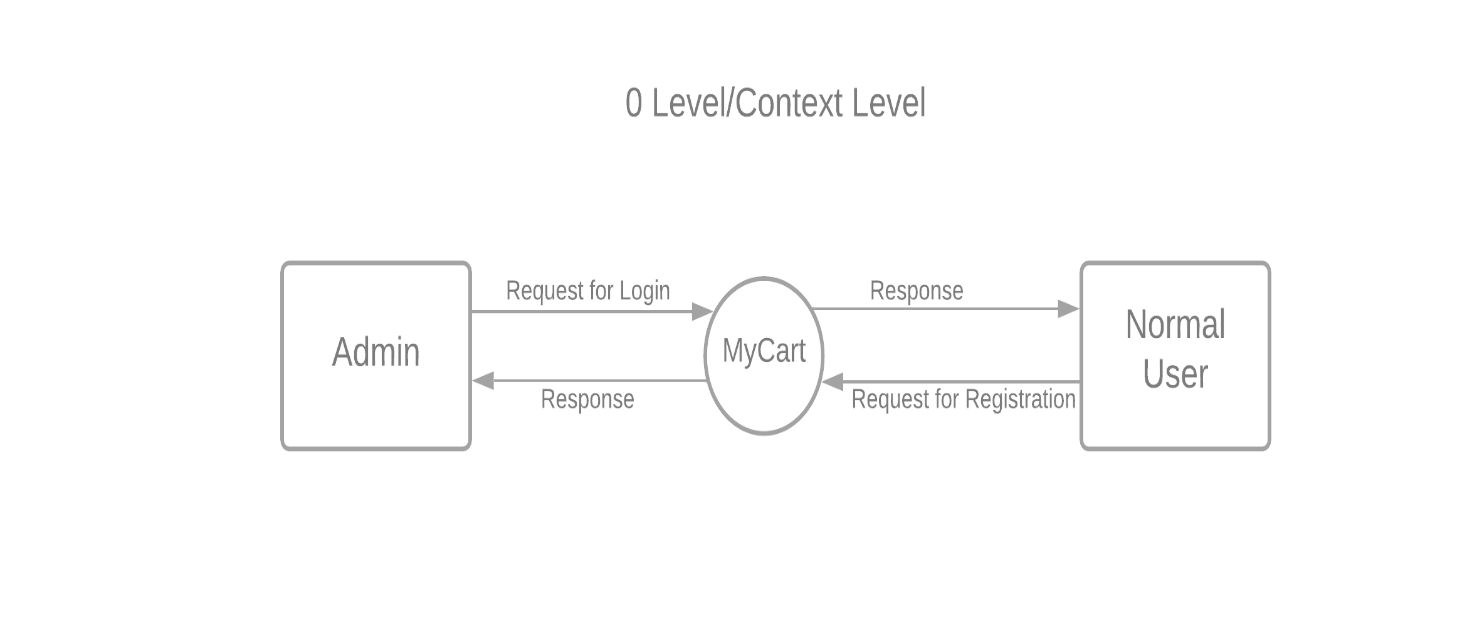 0 Level/Context Level
Request for Login
Response
Admin
MyCart
Normal
User
Response
Request for Registration